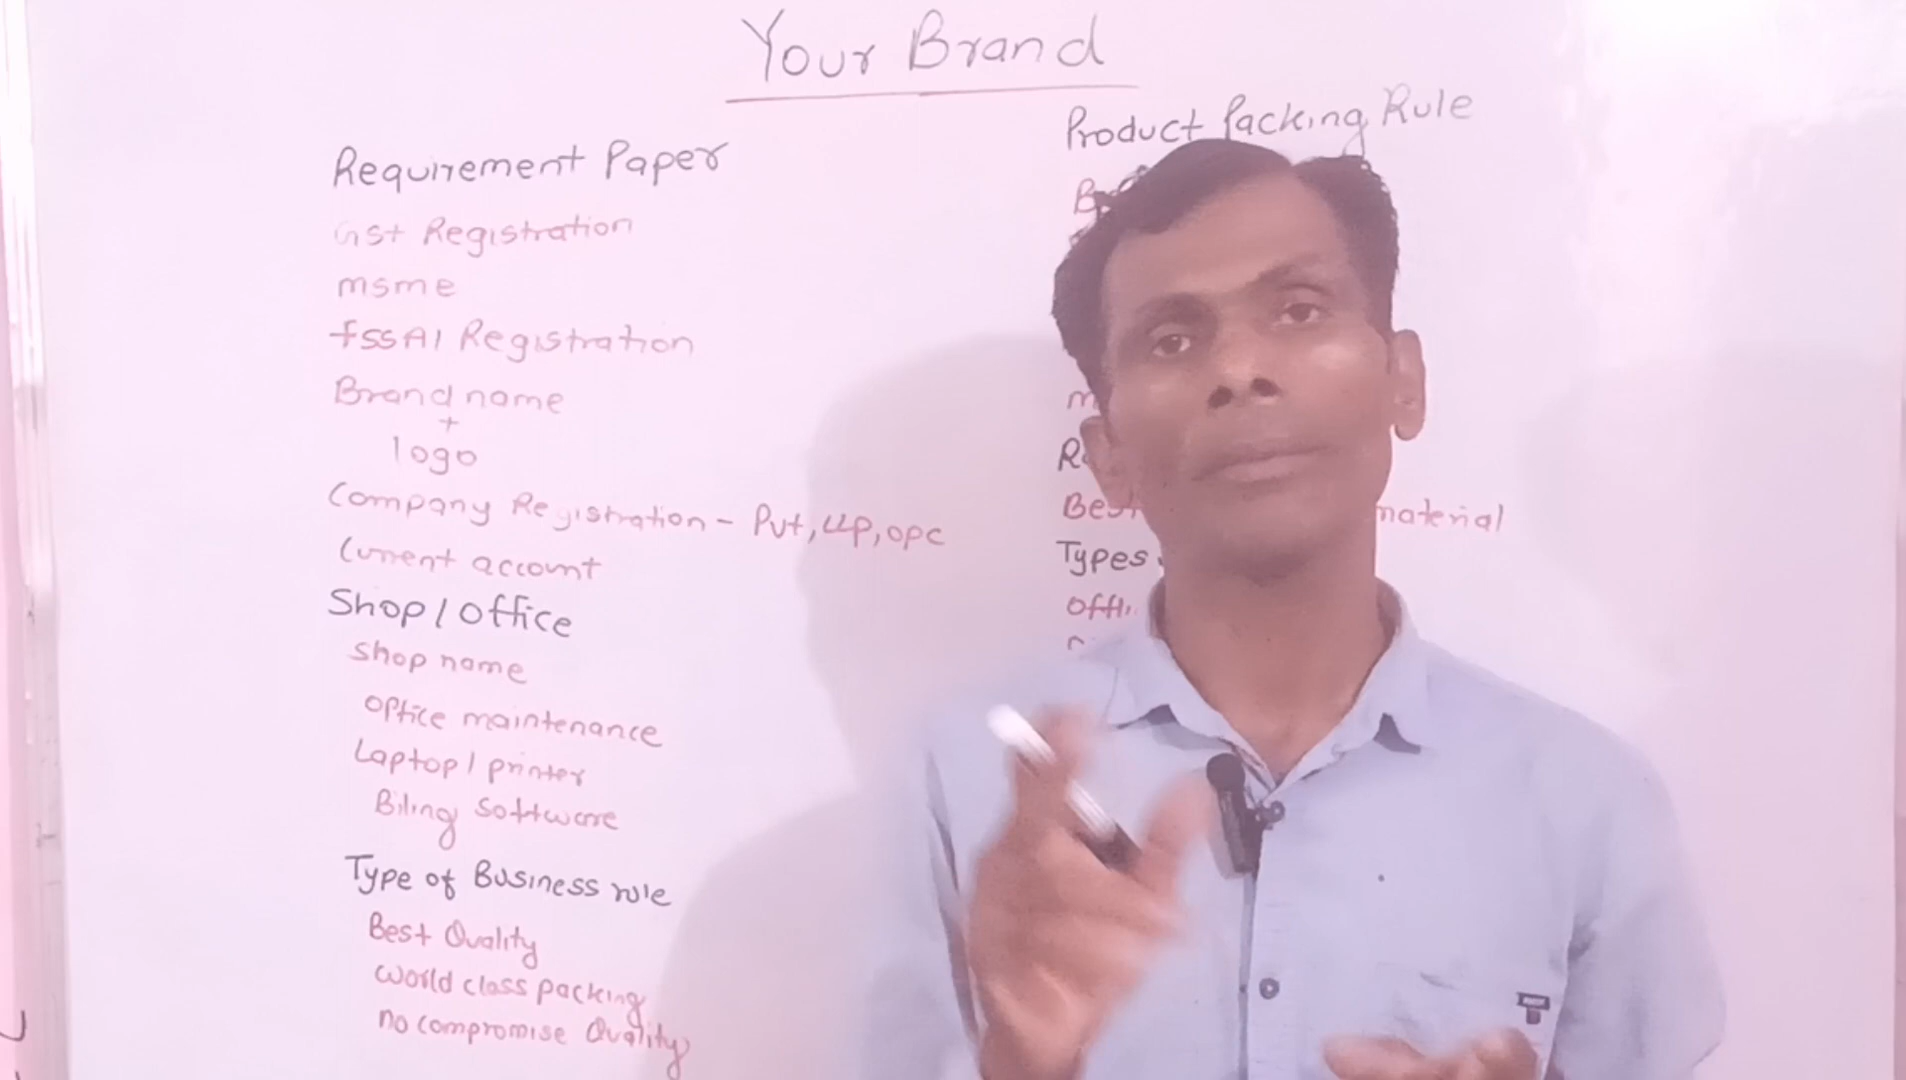 Your Brand
Requirement Paper
Gst Registration
msme
fssAI Registration
Brand name
+
logo
Company Registration - Pvt, LLP, OPC
Current account
Shop / Office
Shop name
Office maintenance
Laptop / printer
Biling Software
Type of Business rule
Best Quality
World class packing
no compromise Quality
Product Packing Rule
Best material
Types